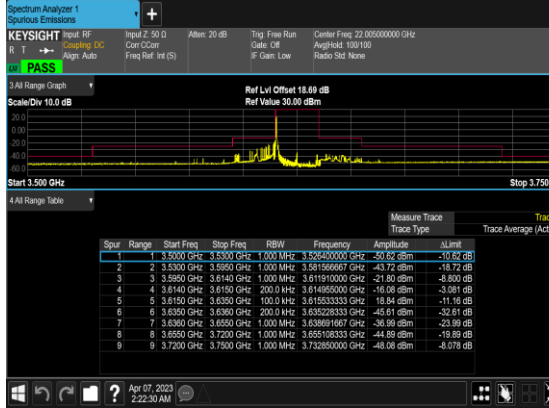 Spectrum Analyzer 1
Spurious Emissions
+
KEYSIGHT Input: RF Input Z: 50 Ω Atten: 20 dB Trig: Free Run Center Freq: 22.005000000 GHz
R T Coupling: DC Corr CCorr Gate: Off Avg|Hold: 100/100
Align: Auto Freq Ref: Int (S) IF Gain: Low Radio Std: None
PASS
3 All Range Graph
Ref Lvl Offset 18.69 dB
Scale/Div 10.0 dB Ref Value 30.00 dBm
20.0
0.00
-20.0
-40.0
-60.0
Start 3.500 GHz Stop 3.750
4 All Range Table
Measure Trace Trac
Trace Type Trace Average (Act
Spur Range Start Freq Stop Freq RBW Frequency Amplitude ΔLimit
1 1 3.5000 GHz 3.5300 GHz 1.000 MHz 3.526400000 GHz -50.62 dBm -10.62 dB
2 2 3.5300 GHz 3.5950 GHz 1.000 MHz 3.581566667 GHz -43.72 dBm -18.72 dB
3 3 3.5950 GHz 3.6140 GHz 1.000 MHz 3.611910000 GHz -21.80 dBm -8.800 dB
4 4 3.6140 GHz 3.6150 GHz 200.0 kHz 3.614955000 GHz -16.08 dBm -3.081 dB
5 5 3.6150 GHz 3.6350 GHz 100.0 kHz 3.615533333 GHz 18.84 dBm -11.16 dB
6 6 3.6350 GHz 3.6360 GHz 200.0 kHz 3.635228333 GHz -45.61 dBm -32.61 dB
7 7 3.6360 GHz 3.6550 GHz 1.000 MHz 3.638691667 GHz -36.99 dBm -23.99 dB
8 8 3.6550 GHz 3.7200 GHz 1.000 MHz 3.655108333 GHz -44.89 dBm -19.89 dB
9 9 3.7200 GHz 3.7500 GHz 1.000 MHz 3.732850000 GHz -48.08 dBm -8.078 dB
? Apr 07, 2023
2:22:30 AM